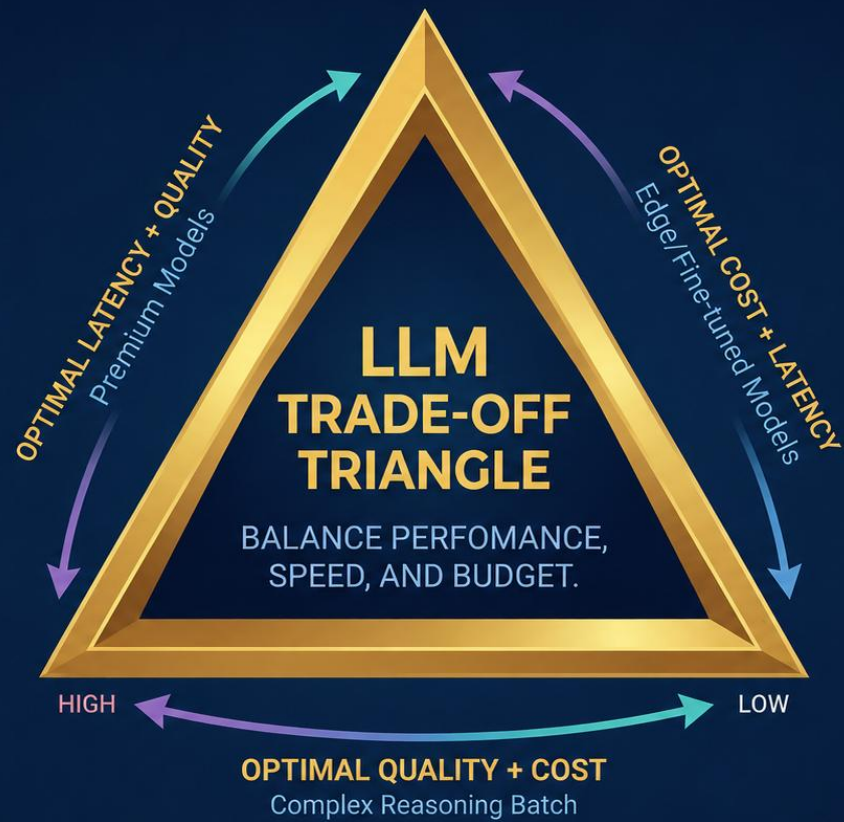 OPTIMAL LATENCY + QUALITY
Premium Models
OPTIMAL COST + LATENCY
Edge/Fine-tuned Models
LLM
TRADE-OFF
TRIANGLE
BALANCE PERFOMANCE,
SPEED, AND BUDGET.
HIGH
LOW
OPTIMAL QUALITY + COST
Complex Reasoning Batch